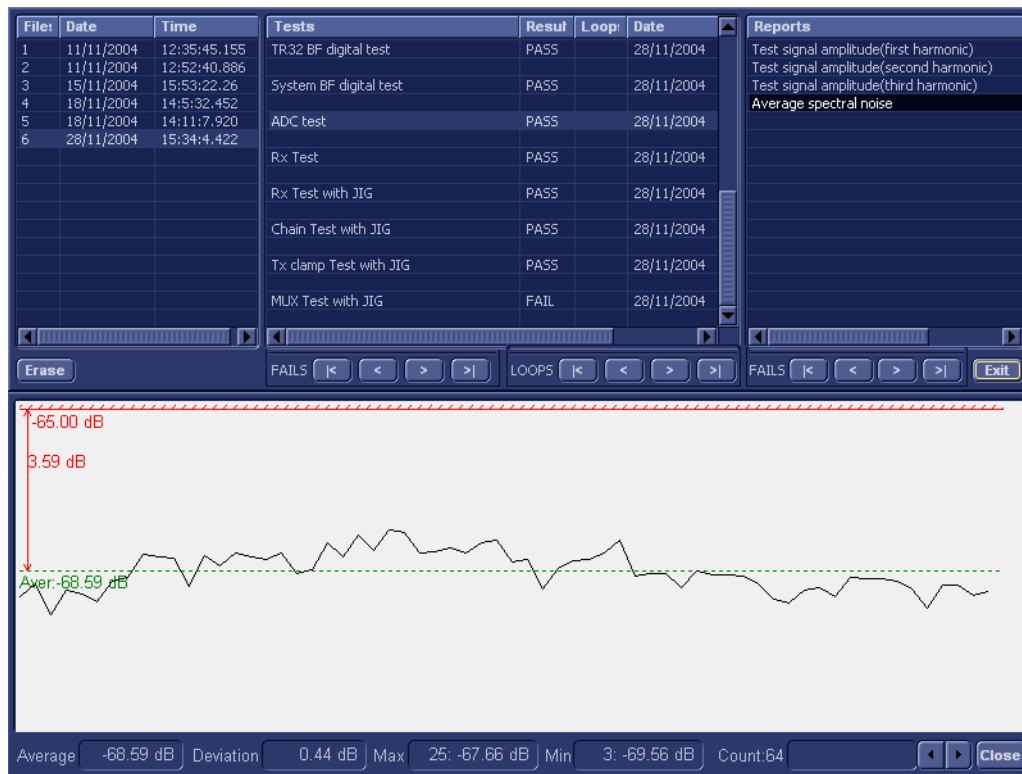 File: Date Time
1 11/11/2004 12:35:45.155
2 11/11/2004 12:52:40.886
3 15/11/2004 15:53:22.26
4 18/11/2004 14:5:32.452
5 18/11/2004 14:11:7.920
6 28/11/2004 15:34:4.422
Erase
Tests Result Loop: Date
TR32 BF digital test PASS 28/11/2004
System BF digital test PASS 28/11/2004
ADC test PASS 28/11/2004
Rx Test PASS 28/11/2004
Rx Test with JIG PASS 28/11/2004
Chain Test with JIG PASS 28/11/2004
Tx clamp Test with JIG PASS 28/11/2004
MUX Test with JIG FAIL 28/11/2004
FAILS |< < > >| LOOPS |< < > >|
Reports
Test signal amplitude(first harmonic)
Test signal amplitude(second harmonic)
Test signal amplitude(third harmonic)
Average spectral noise
FAILS |< < > >| Exit
-65.00 dB
3.59 dB
Aver:-68.59 dB
Average -68.59 dB Deviation 0.44 dB Max 25: -67.66 dB Min 3: -69.56 dB Count:64 Close